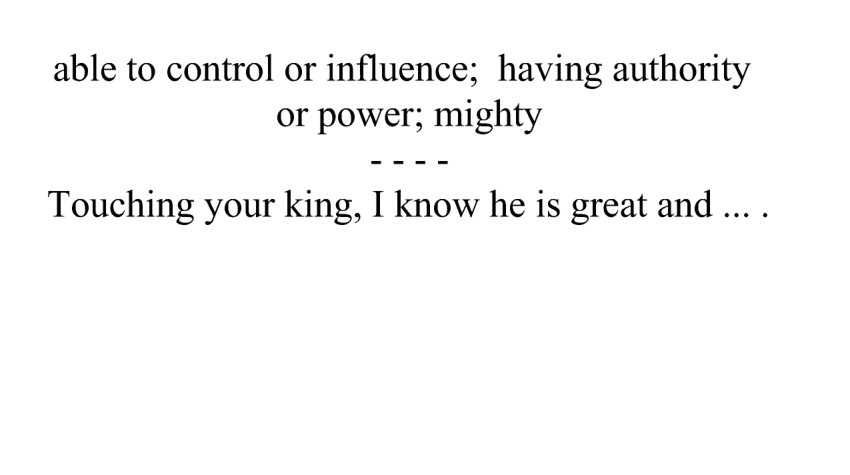 able to control or influence;  having authority
or power; mighty
- - - -
Touching your king, I know he is great and ... .